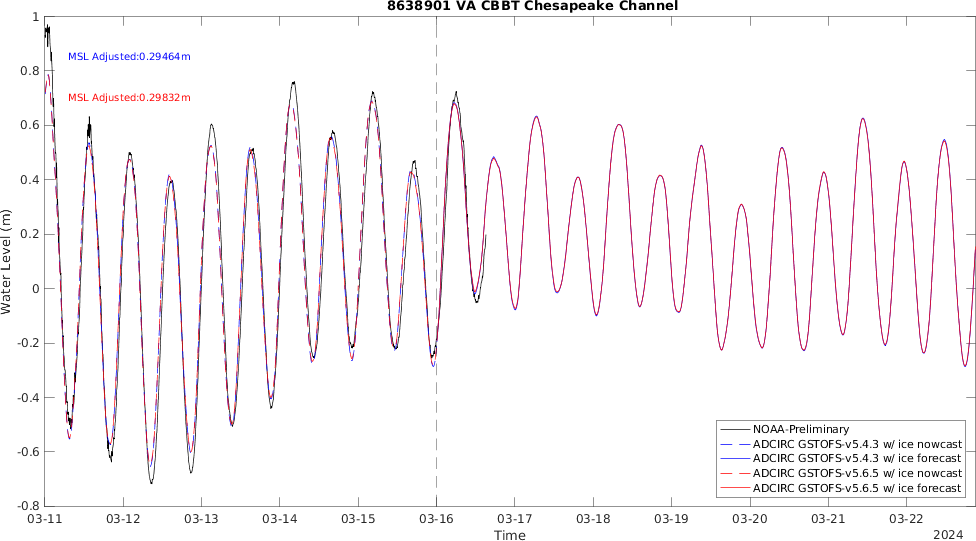 8638901 VA CBBT Chesapeake Channel
MSL Adjusted:0.29464m
MSL Adjusted:0.29832m
Water Level (m)
1
0.8
0.6
0.4
0.2
0
-0.2
-0.4
-0.6
-0.8
NOAA-Preliminary
ADCIRC GSTOFS-v5.4.3 w/ ice nowcast
ADCIRC GSTOFS-v5.4.3 w/ ice forecast
ADCIRC GSTOFS-v5.6.5 w/ ice nowcast
ADCIRC GSTOFS-v5.6.5 w/ ice forecast
03-11 03-12 03-13 03-14 03-15 03-16 03-17 03-18 03-19 03-20 03-21 03-22
Time
2024